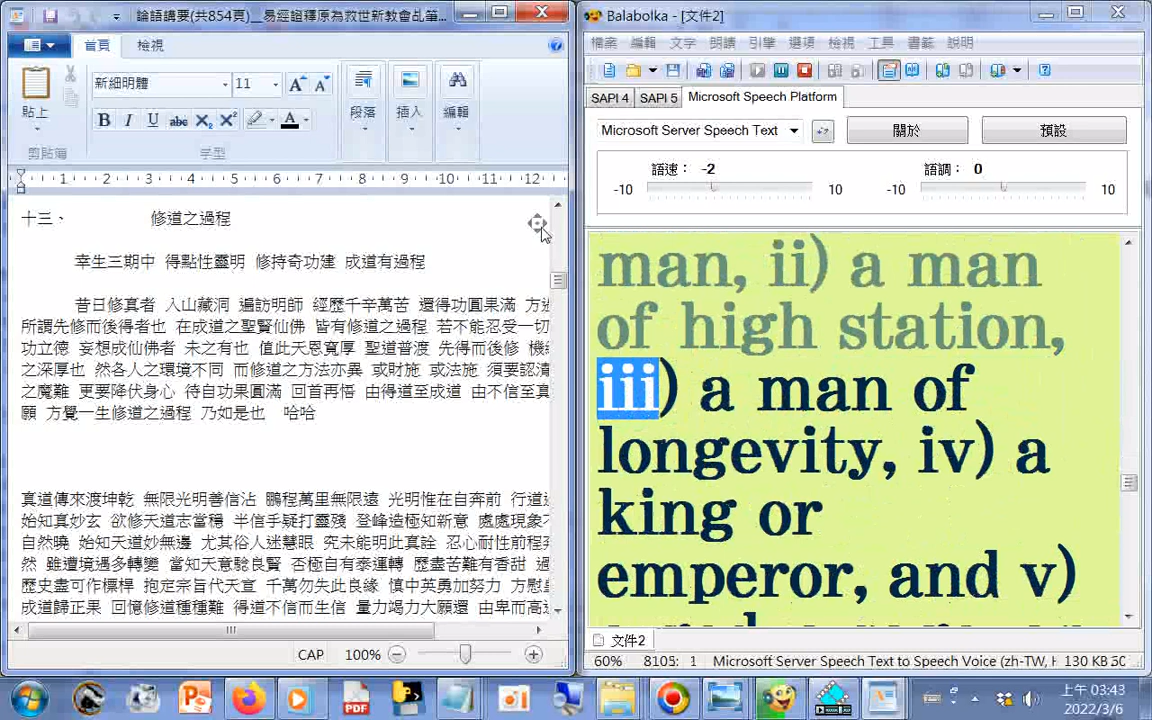 論語講要(共854頁)__易經證釋原為救世新教會乩筆...
首頁
檢視
新細明體
11
貼上
剪貼簿
B I U abc X₂ X²
A
字型
段落
插入
編輯
1 2 3 4 5 6 7 8 9 10 11 12
十三、 修道之過程
幸生三期中 得點性靈明 修持奇功建 成道有過程
昔日修真者 入山藏洞 遍訪明師 經歷千辛萬苦 還得功圓果滿 方
所謂先修而後得者也 在成道之聖賢仙佛 皆有修道之過程 若不能忍受一切
功立德 妄想成仙佛者 未之有也 值此天恩寬厚 聖道普渡 先得而後修 機
之深厚也 然各人之環境不同 而修道之方法亦異 或財施 或法施 須要認清
之魔難 更要降伏身心 待自功果圓滿 回首再悟 由得道至成道 由不信至真
願 方覺一生修道之過程 乃如是也 哈哈
真道傳來渡坤乾 無限光明善信沾 鵬程萬里無限遠 光明惟在自奔前 行道
始知真妙玄 欲修天道志當穩 半信乎疑打靈殘 登峰造極知新意 處處現象
自然曉 始知天道妙無邊 尤其俗人迷慧眼 究未能明此真詮 忍心耐性前程
然 雖遭境遇多轉變 當知天意騐良賢 否極自有泰運轉 歷盡苦難有香甜
歷史盡可作標桿 抱定宗旨代天宣 千萬勿失此良緣 慎中英勇加努力 方慰
成道歸正果 回憶修道種種難 得道不信而生信 量力竭力大願還 由卑而高
CAP 100%
Balabolka - [文件2]
檔案 編輯 文字 朗讀 引擎 選項 檢視 工具 書籤 說明
SAPI 4 SAPI 5 Microsoft Speech Platform
Microsoft Server Speech Text
關於
預設
語速： -2
語調： 0
-10 10 -10 10
man, ii) a man
of high station,
iii) a man of
longevity, iv) a
king or
emperor, and v)
文件2
60% 8105: 1 Microsoft Server Speech Text to Speech Voice (zh-TW, 130 KB
PDF
上午 03:43
2022/3/6